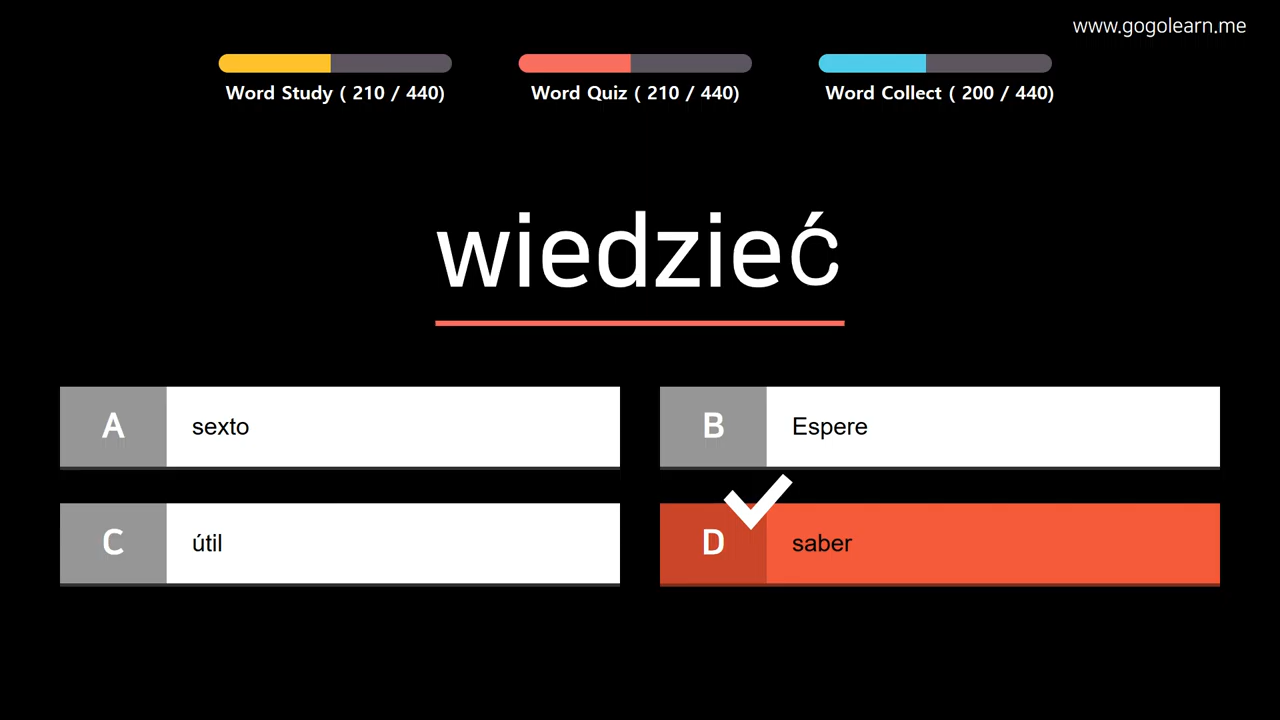 www.gogolearn.me
Word Study ( 210 / 440)
Word Quiz ( 210 / 440)
Word Collect ( 200 / 440)
wiedzieć
A
sexto
B
Espere
C
útil
D
saber